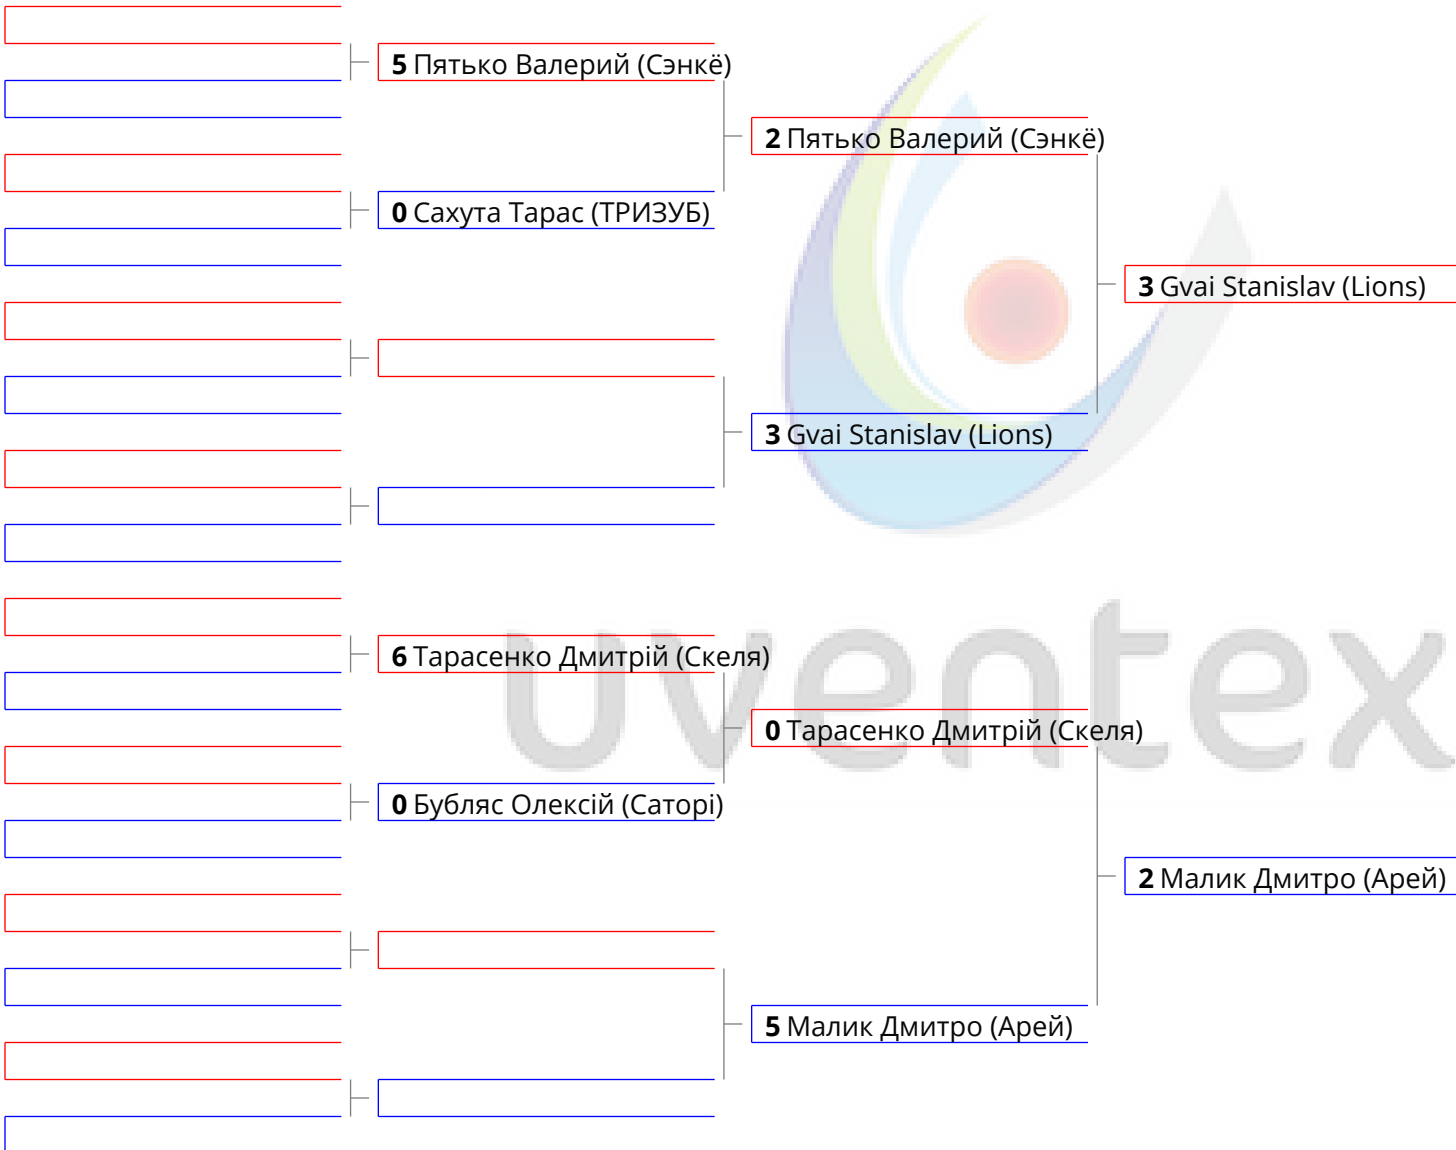 5 Пятько Валерий (Сэнкё)
0 Сахута Тарас (ТРИЗУБ)
2 Пятько Валерий (Сэнкё)
3 Gvai Stanislav (Lions)
3 Gvai Stanislav (Lions)
6 Тарасенко Дмитрій (Скеля)
0 Бубляс Олексій (Саторі)
0 Тарасенко Дмитрій (Скеля)
5 Малик Дмитро (Арей)
2 Малик Дмитро (Арей)
uventex